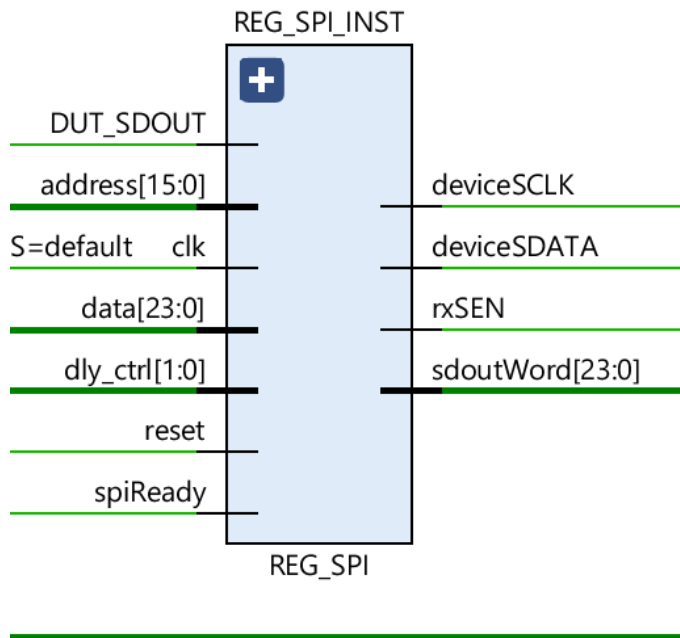 REG_SPI_INST
DUT_SDOUT
address[15:0]
deviceSCLK
S=default clk
deviceSDATA
data[23:0]
rxSEN
dly_ctrl[1:0]
sdoutWord[23:0]
reset
spiReady
REG_SPI